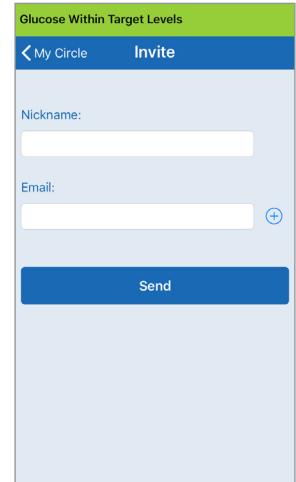 Glucose Within Target Levels
My Circle Invite
Nickname:
Email:
Send